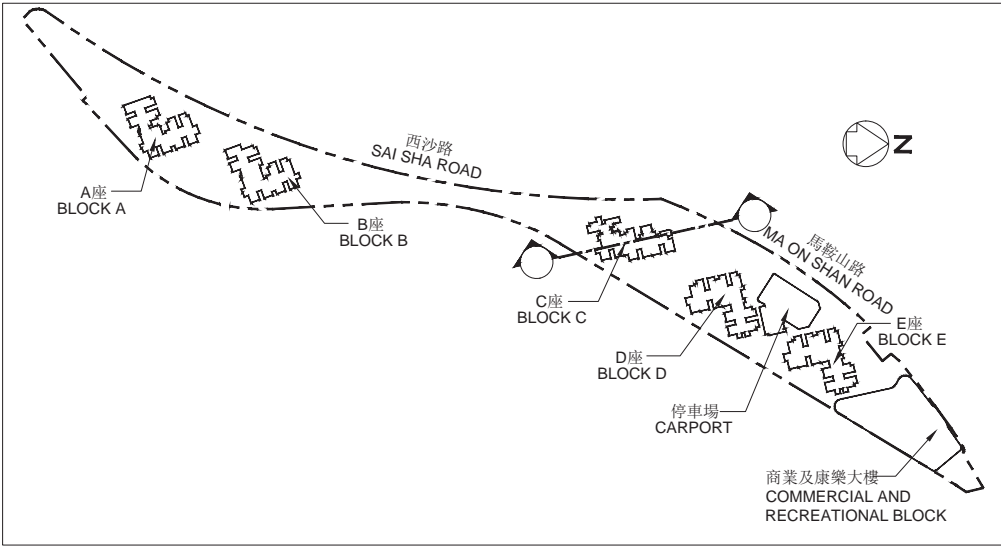 西沙路
SAI SHA ROAD
N
A座
BLOCK A
B座
BLOCK B
馬鞍山路
MA ON SHAN ROAD
C座
BLOCK C
E座
BLOCK E
D座
BLOCK D
停車場
CARPORT
商業及康樂大樓
COMMERCIAL AND
RECREATIONAL BLOCK